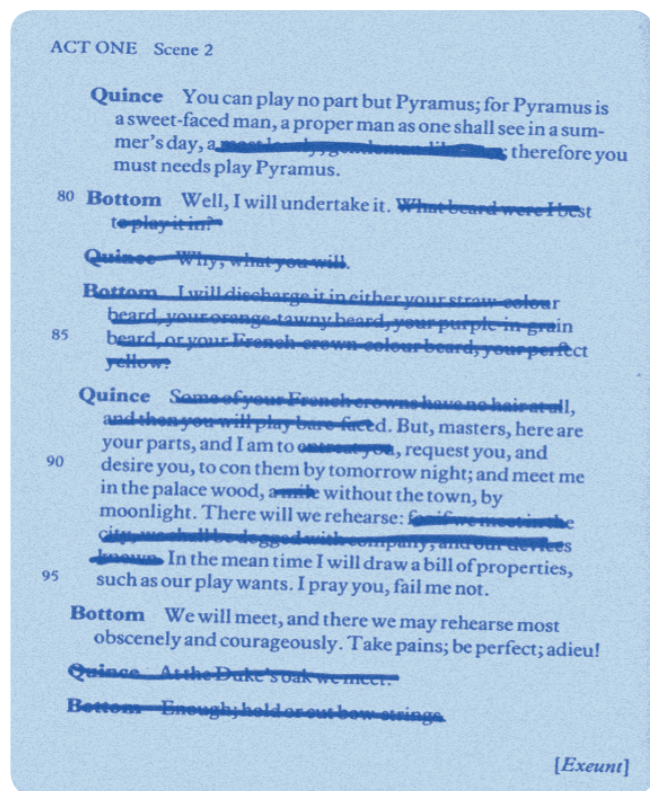 ACT ONE Scene 2
Quince You can play no part but Pyramus; for Pyramus is
a sweet-faced man, a proper man as one shall see in a sum-
mer's day, a most lovely, gentleman-like man; therefore you
must needs play Pyramus.
80 Bottom Well, I will undertake it. What beard were I best
to play it in?
Quince Why, what you will.
Bottom I will discharge it in either your straw-colour
beard, your orange-tawny beard, your purple-in-grain
85 beard, or your French-crown-colour beard, your perfect
yellow?
Quince Some of your French crowns have no hair at all,
and then you will play bare-faced. But, masters, here are
your parts, and I am to entreat you, request you, and
90 desire you, to con them by tomorrow night; and meet me
in the palace wood, a mile without the town, by
moonlight. There will we rehearse: for if we meet in the
city, we shall be dogged with company, and our devices
known. In the mean time I will draw a bill of properties,
95 such as our play wants. I pray you, fail me not.
Bottom We will meet, and there we may rehearse most
obscenely and courageously. Take pains; be perfect; adieu!
Quince At the Duke's oak we meet.
Bottom Enough; hold or cut bow-strings.
[Exeunt]